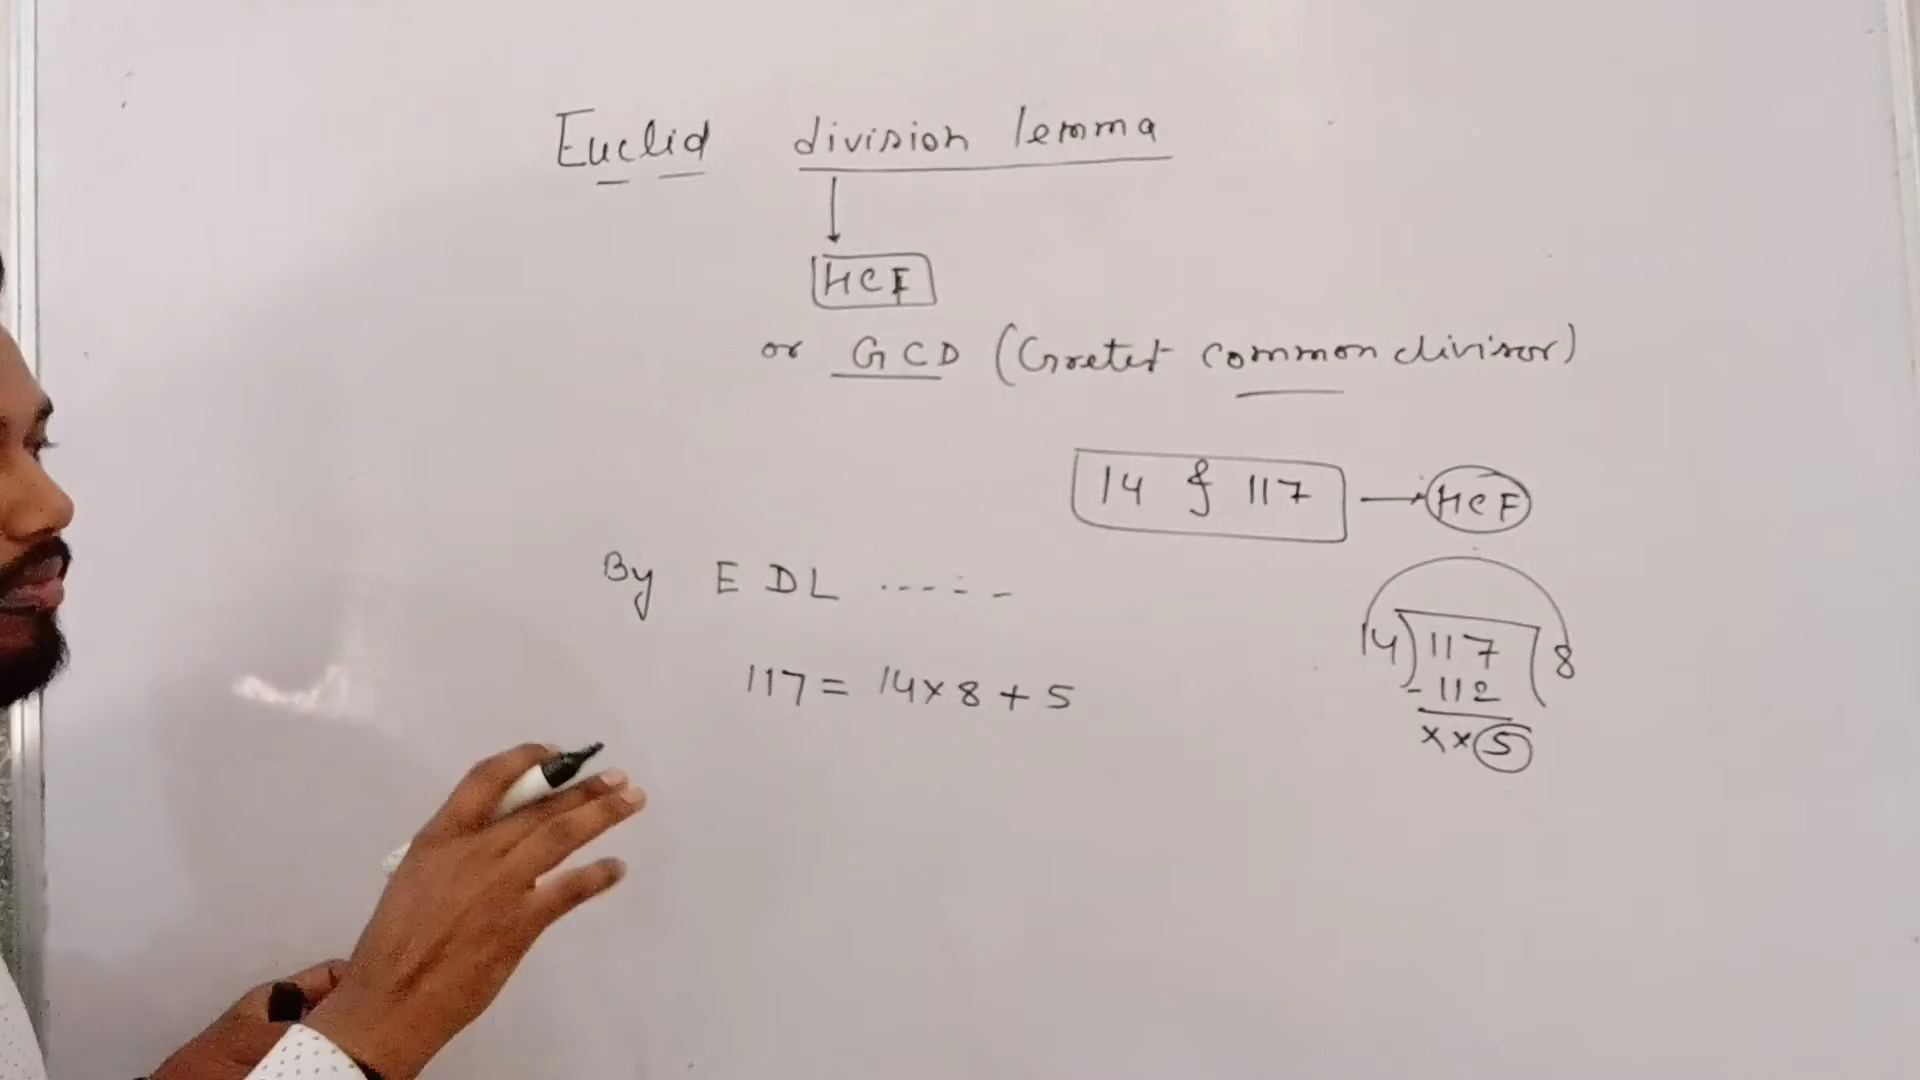 Euclid division lemma
HCF
or GCD (Gretest common divisor)
14 & 117 → HCF
By EDL -----
14) 117 ( 8
117 = 14 x 8 + 5
- 112
x x 5